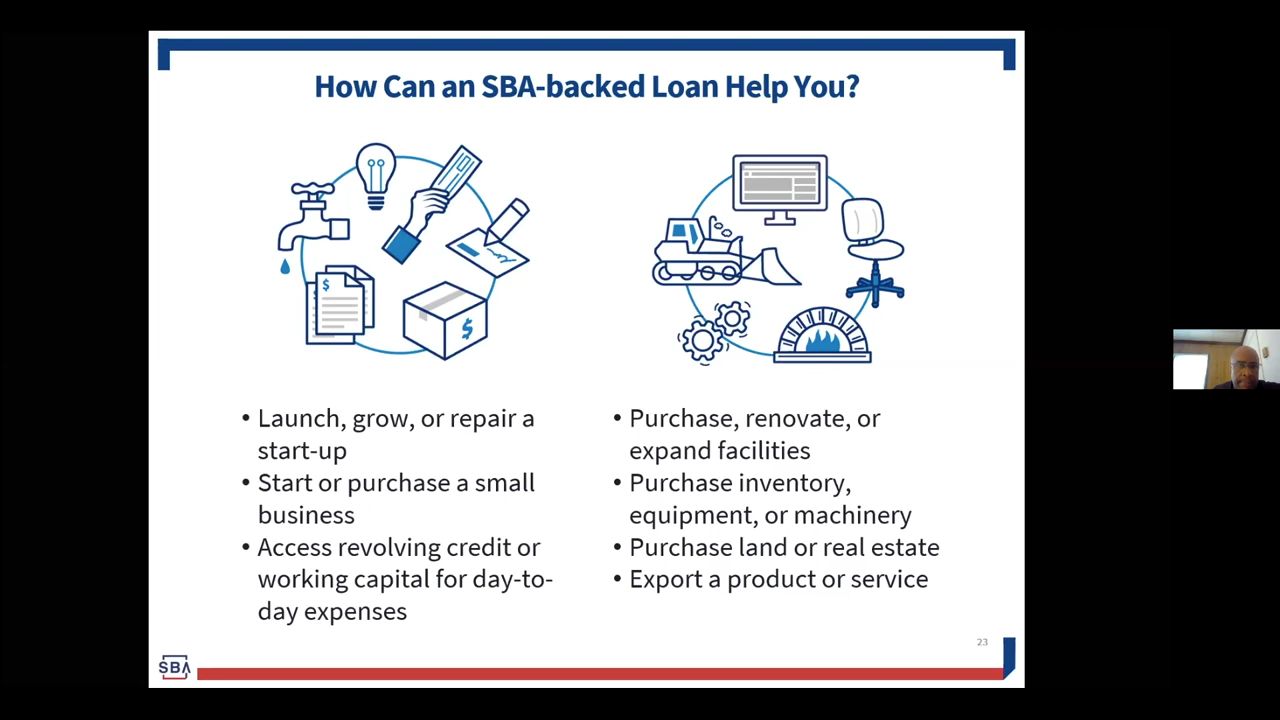 How Can an SBA-backed Loan Help You?
$
$
• Launch, grow, or repair a
start-up
• Start or purchase a small
business
• Access revolving credit or
working capital for day-to-
day expenses
• Purchase, renovate, or
expand facilities
• Purchase inventory,
equipment, or machinery
• Purchase land or real estate
• Export a product or service
23
SBA